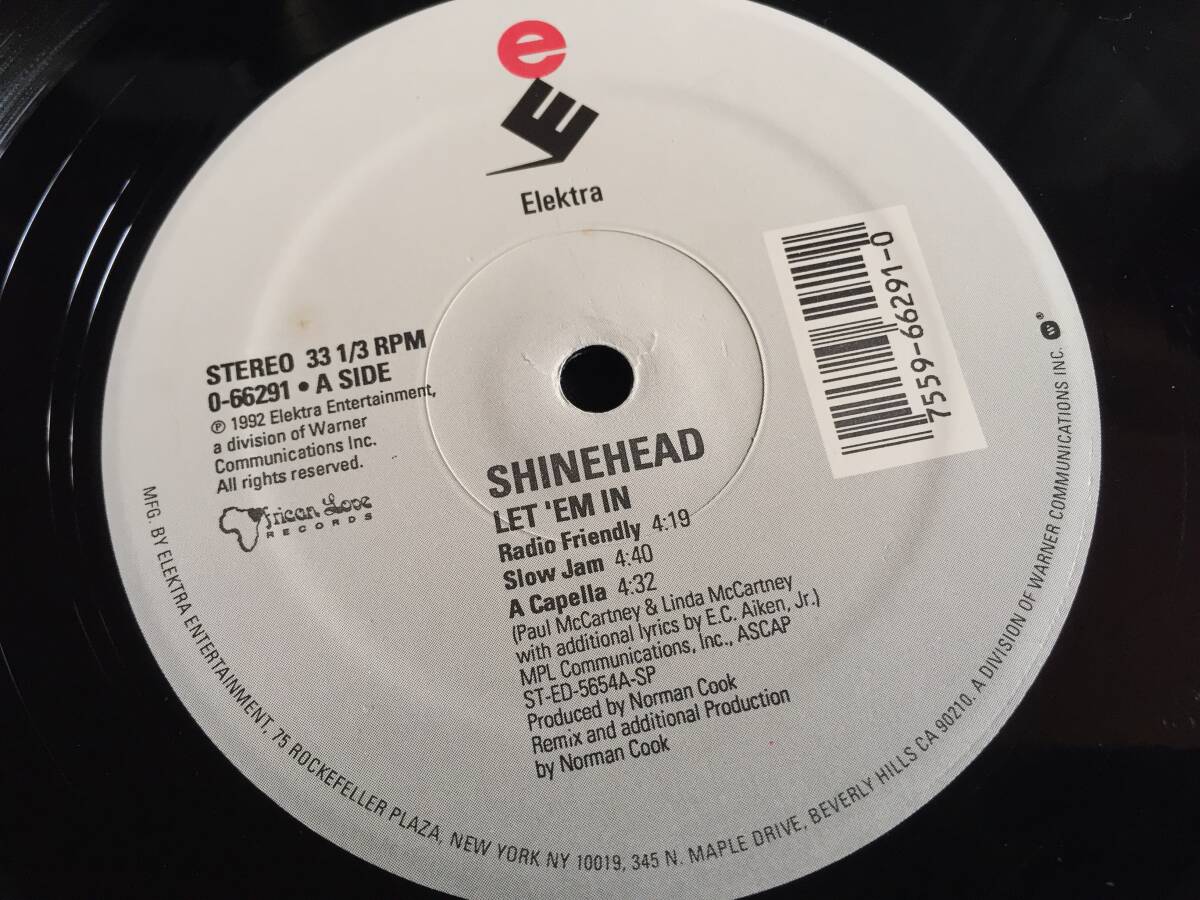 e
E
Elektra
STEREO 33 1/3 RPM
0-66291 • A SIDE
℗ 1992 Elektra Entertainment,
a division of Warner
Communications Inc.
All rights reserved.
African Love
RECORDS
7559-66291-0
SHINEHEAD
LET 'EM IN
Radio Friendly 4:19
Slow Jam 4:40
A Capella 4:32
(Paul McCartney & Linda McCartney
with additional lyrics by E.C. Aiken, Jr.)
MPL Communications, Inc., ASCAP
ST-ED-5654A-SP
Produced by Norman Cook
Remix and additional Production
by Norman Cook
MFG. BY ELEKTRA ENTERTAINMENT, 75 ROCKEFELLER PLAZA, NEW YORK NY 10019, 345 N. MAPLE DRIVE, BEVERLY HILLS CA 90210. A DIVISION OF WARNER COMMUNICATIONS INC. ®